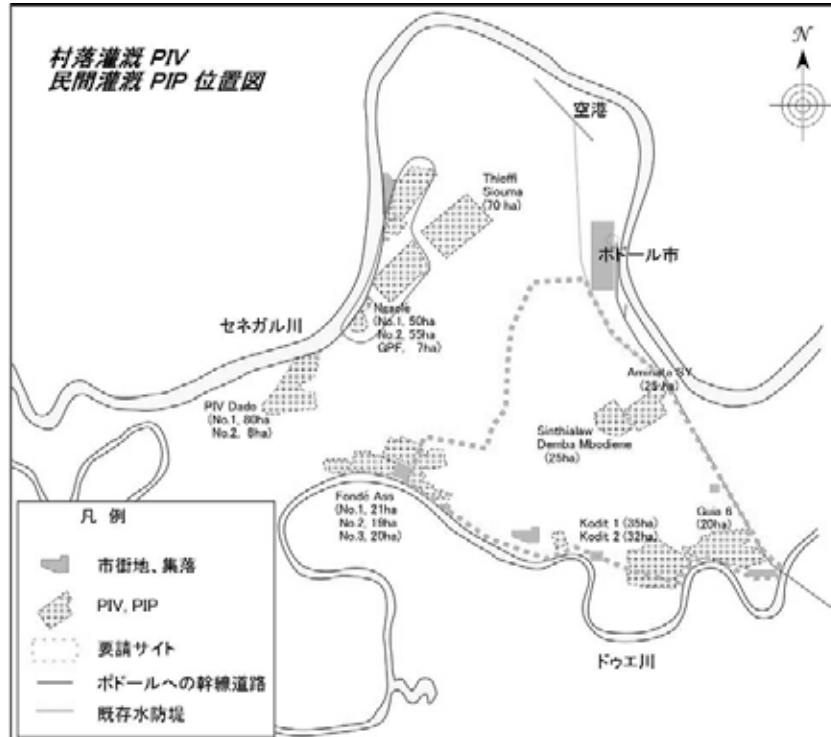 村落灌漑 PIV
民間灌漑 PIP 位置図
N
空港
Thieffi
Siouma
(70 ha)
ポドール市
セネガル川
Ngaolé
(No.1, 50ha
No.2, 55ha
GPF, 7ha)
PIV Dado
(No.1, 80ha
No.2, 8ha)
Aminata SY
(25 ha)
Sinthialaw
Demba Mbodiene
(25ha)
Fondé Ass
(No.1, 21ha
No.2, 19ha
No.3, 20ha)
Kodit 1 (35ha)
Kodit 2 (32ha)
Guia 6
(20ha)
ドゥエ川
凡 例
市街地、集落
PIV, PIP
要請サイト
ポドールへの幹線道路
既存水防堤